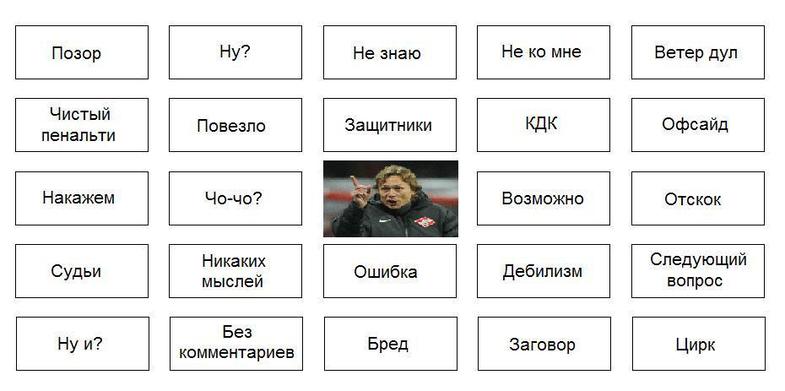 Позор
Ну?
Не знаю
Не ко мне
Ветер дул
Чистый
пенальти
Повезло
Защитники
КДК
Офсайд
Накажем
Чо-чо?
Возможно
Отскок
Судьи
Никаких
мыслей
Ошибка
Дебилизм
Следующий
вопрос
Ну и?
Без
комментариев
Бред
Заговор
Цирк